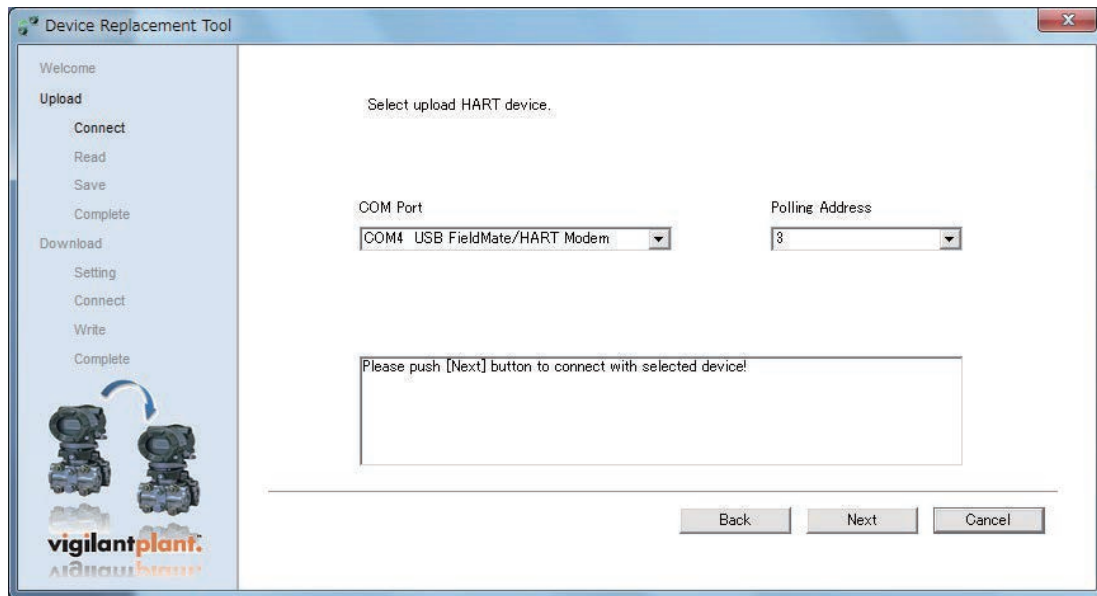 Device Replacement Tool
Welcome
Upload
Connect
Read
Save
Complete
Download
Setting
Connect
Write
Complete
vigilantplant.
Select upload HART device.
COM Port
Polling Address
COM4 USB FieldMate/HART Modem
3
Please push [Next] button to connect with selected device!
Back
Next
Cancel